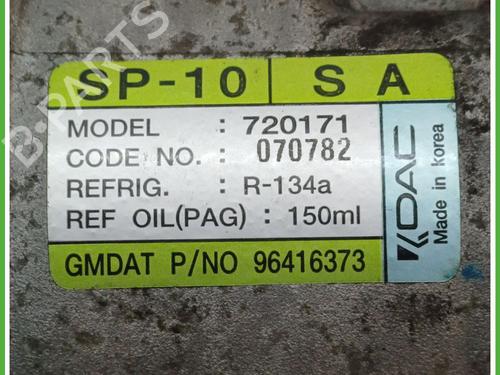 SP-10 S A
MODEL : 720171
CODE NO. : 070782
REFRIG. : R-134a
REF OIL(PAG) : 150ml
GMDAT P/NO 96416373
KDAC
Made in korea
B-PARTS